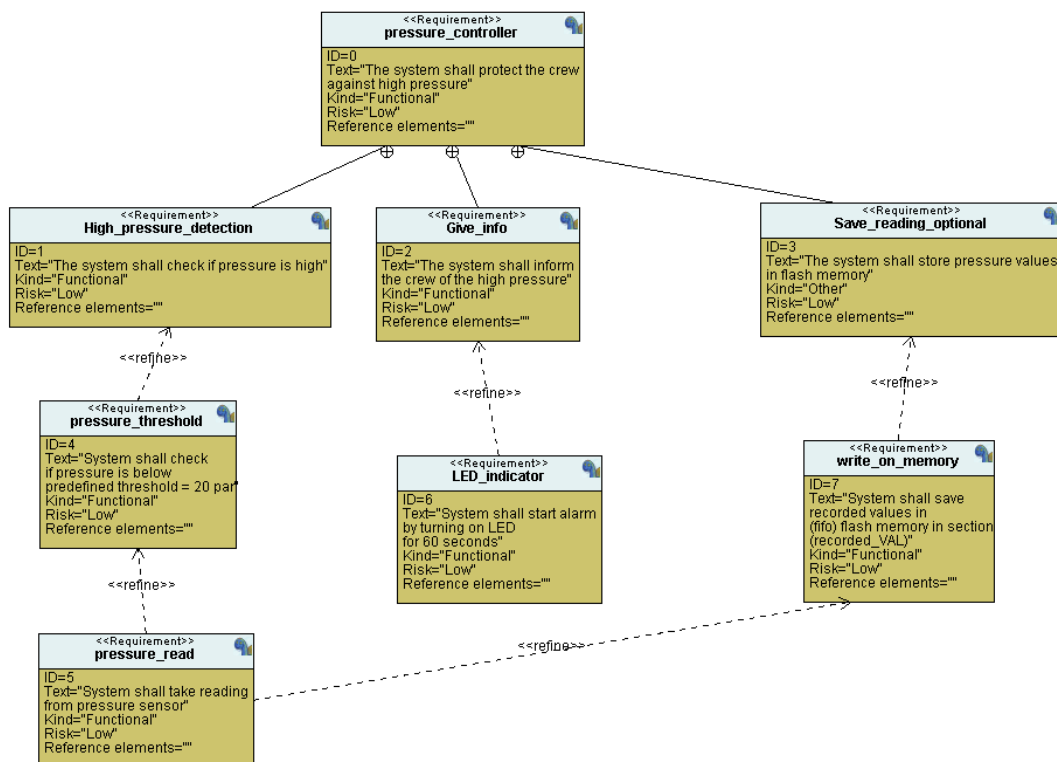 <<Requirement>>
pressure_controller
ID=0
Text="The system shall protect the crew
against high pressure"
Kind="Functional"
Risk="Low"
Reference elements=""
<<Requirement>>
High_pressure_detection
ID=1
Text="The system shall check if pressure is high"
Kind="Functional"
Risk="Low"
Reference elements=""
<<Requirement>>
Give_info
ID=2
Text="The system shall inform
the crew of the high pressure"
Kind="Functional"
Risk="Low"
Reference elements=""
<<Requirement>>
Save_reading_optional
ID=3
Text="The system shall store pressure values
in flash memory"
Kind="Other"
Risk="Low"
Reference elements=""
<<refine>>
<<refine>>
<<refine>>
<<Requirement>>
pressure_threshold
ID=4
Text="System shall check
if pressure is below
predefined threshold = 20 par"
Kind="Functional"
Risk="Low"
Reference elements=""
<<Requirement>>
LED_indicator
ID=6
Text="System shall start alarm
by turning on LED
for 60 seconds"
Kind="Functional"
Risk="Low"
Reference elements=""
<<Requirement>>
write_on_memory
ID=7
Text="System shall save
recorded values in
(fifo) flash memory in section
(recorded_VAL)"
Kind="Functional"
Risk="Low"
Reference elements=""
<<refine>>
<<refine>>
<<Requirement>>
pressure_read
ID=5
Text="System shall take reading
from pressure sensor"
Kind="Functional"
Risk="Low"
Reference elements=""